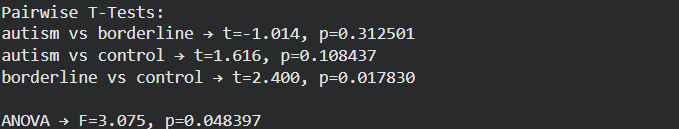 Pairwise T-Tests:
autism vs borderline → t=-1.014, p=0.312501
autism vs control → t=1.616, p=0.108437
borderline vs control → t=2.400, p=0.017830
ANOVA → F=3.075, p=0.048397